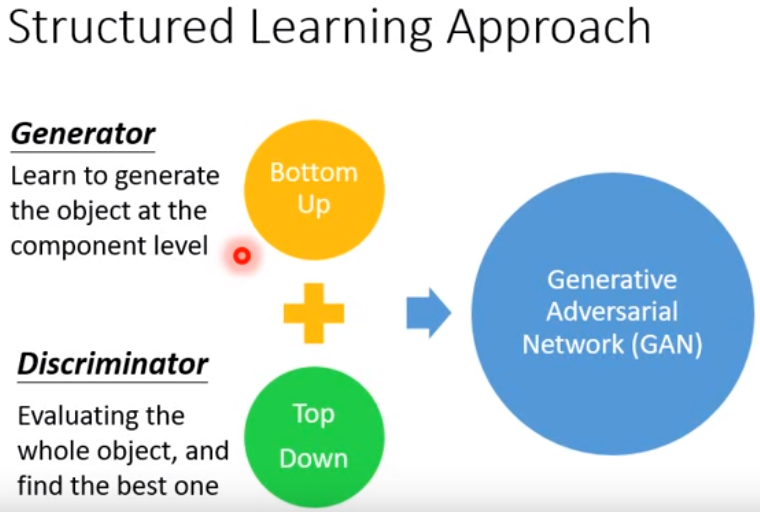 Structured Learning Approach
Generator
Learn to generate
the object at the
component level
Bottom
Up
Discriminator
Evaluating the
whole object, and
find the best one
Top
Down
Generative
Adversarial
Network (GAN)